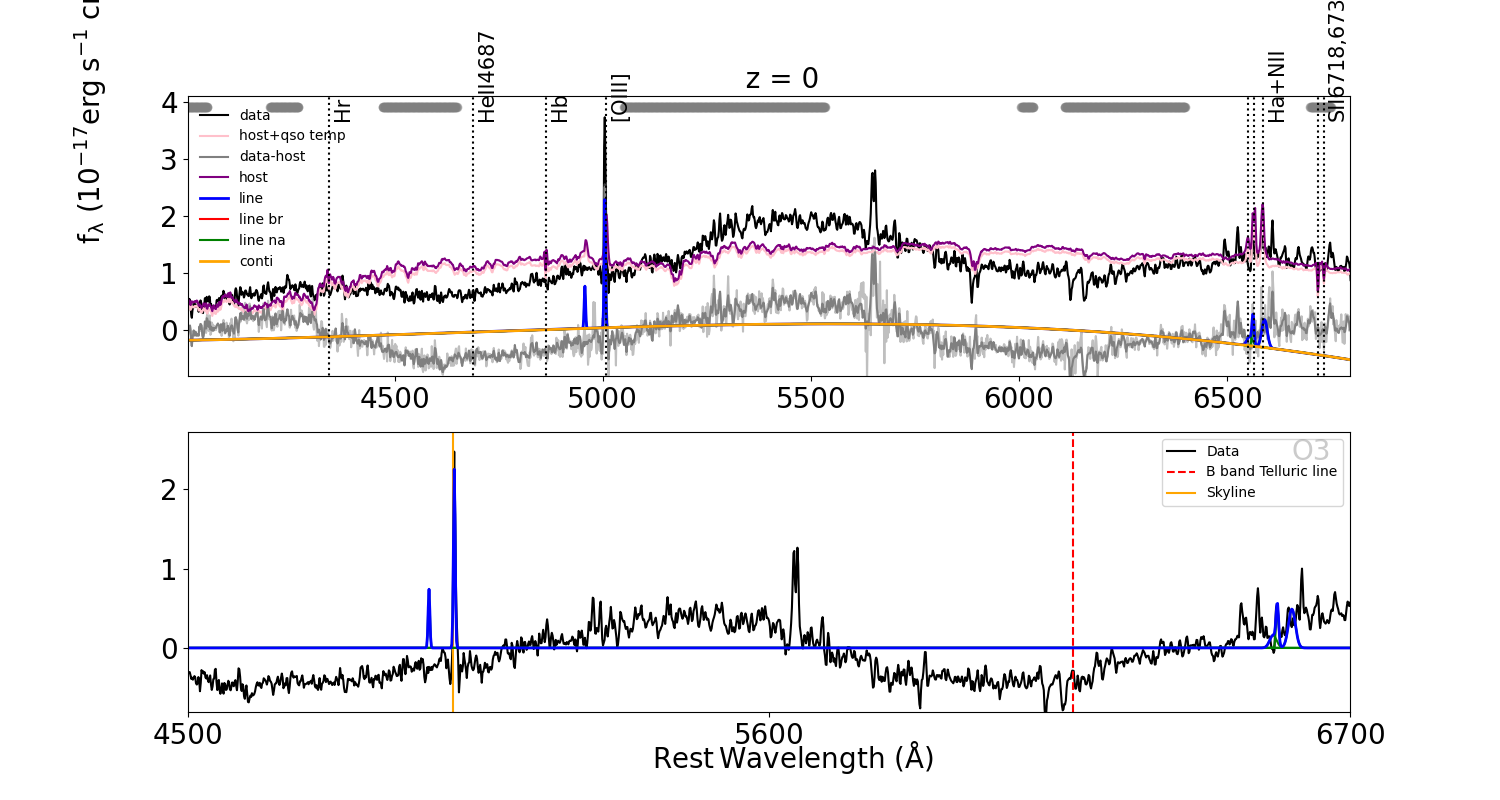 z = 0
f_λ (10^−17 erg s^−1 c
Hr
HeII4687
Hb
[OIII]
Ha+NII
SII6718,673
4
3
2
1
0
data
host+qso temp
data-host
host
line
line br
line na
conti
4500 5000 5500 6000 6500
O3
Data
B band Telluric line
Skyline
2
1
0
4500 5600 6700
Rest Wavelength (Å)